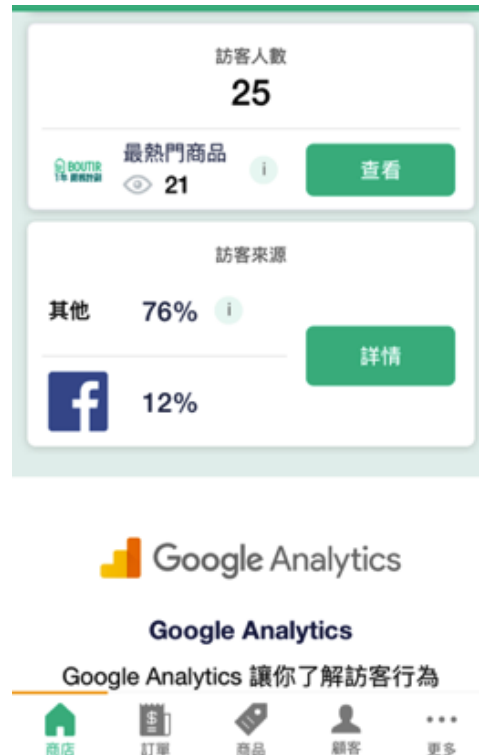 訪客人數
25
BOUTIR
最熱門商品
21
i
查看
訪客來源
其他
76%
i
詳情
f
12%
Google Analytics
Google Analytics
Google Analytics 讓你了解訪客行為
商店
訂單
商品
顧客
更多